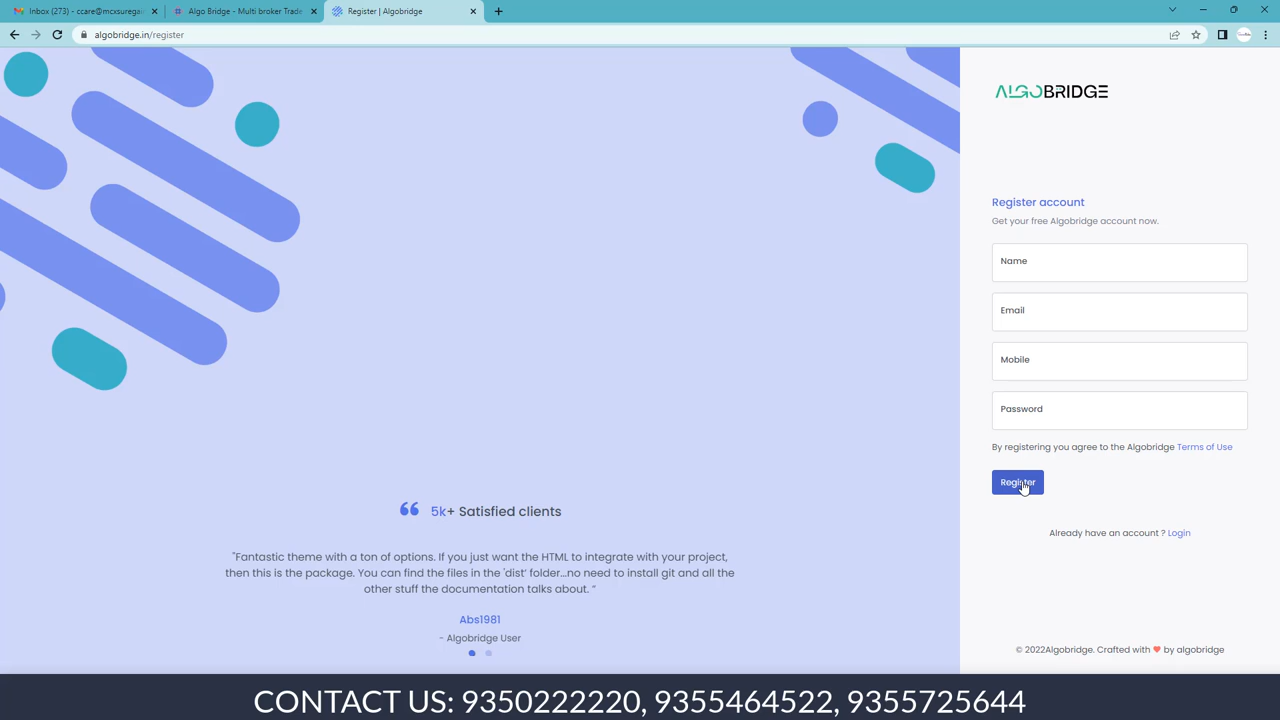 Inbox (273) - ccare@mcxsuregai
Algo Bridge - Multi broker Trade
Register | Algobridge
algobridge.in/register
ALGOBRIDGE
Register account
Get your free Algobridge account now.
Name
Email
Mobile
Password
By registering you agree to the Algobridge Terms of Use
Register
Already have an account ? Login
5k+ Satisfied clients
"Fantastic theme with a ton of options. If you just want the HTML to integrate with your project,
then this is the package. You can find the files in the 'dist' folder...no need to install git and all the
other stuff the documentation talks about. "
Abs1981
- Algobridge User
© 2022Algobridge. Crafted with ❤ by algobridge
CONTACT US: 9350222220, 9355464522, 9355725644